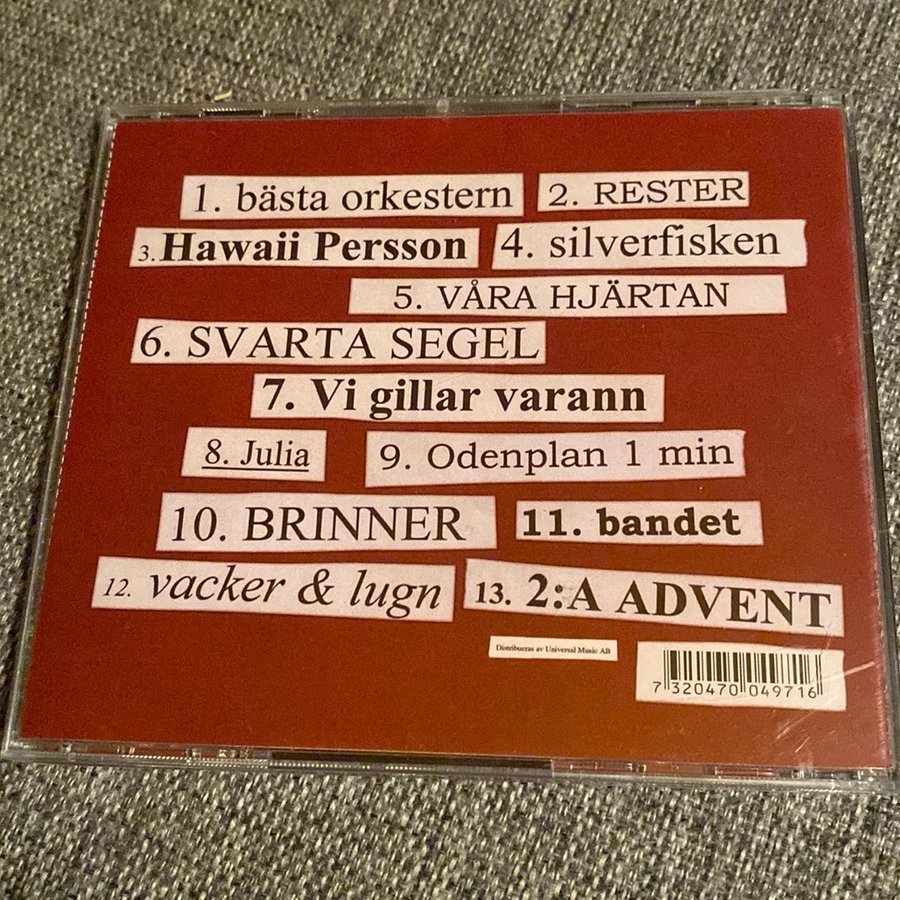 1. bästa orkestern 2. RESTER
3. Hawaii Persson 4. silverfisken
5. VÅRA HJÄRTAN
6. SVARTA SEGEL
7. Vi gillar varann
8. Julia 9. Odenplan 1 min
10. BRINNER 11. bandet
12. vacker & lugn 13. 2:A ADVENT
Distribueras av Universal Music AB
7 320470 049716